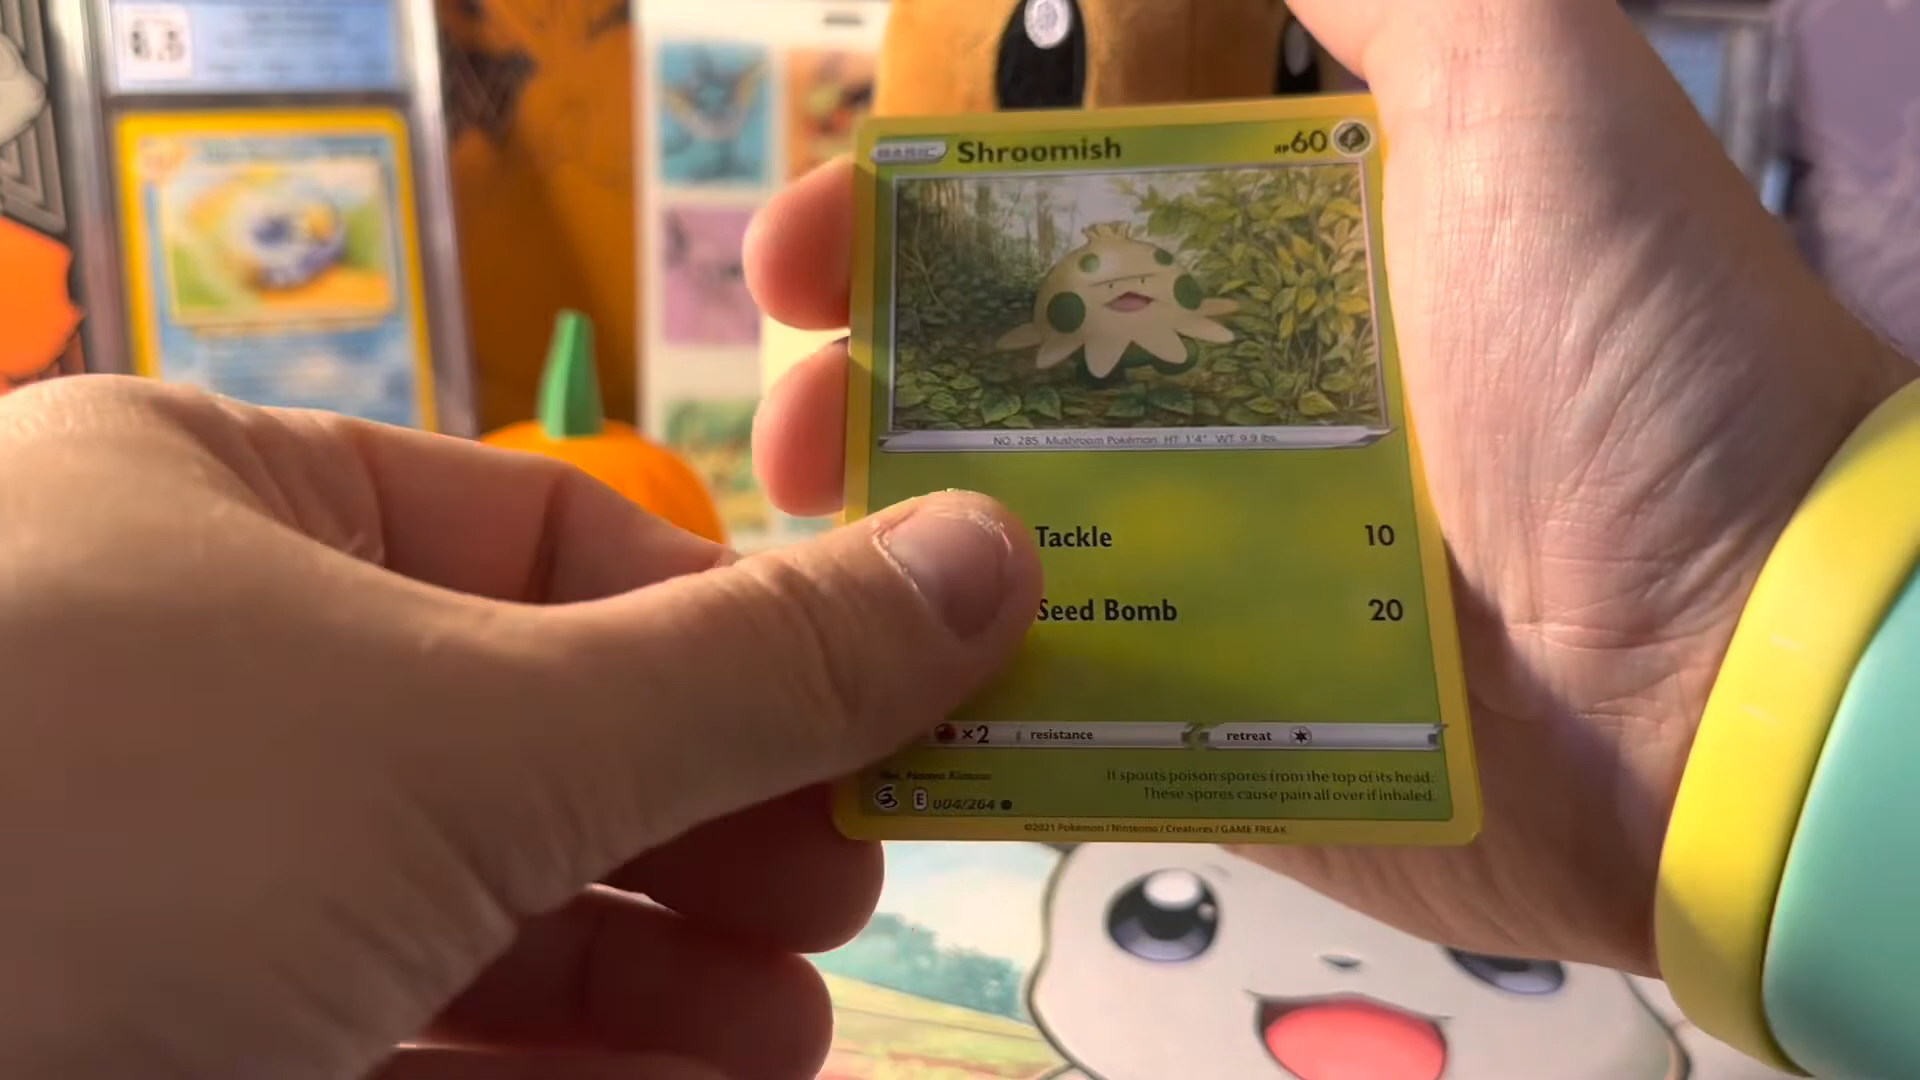 BASIC Shroomish HP60
NO. 285 Mushroom Pokémon HT 1'4" WT 9.9 lbs.
Tackle 10
Seed Bomb 20
×2 resistance retreat
It spouts poison spores from the top of its head.
These spores cause pain all over if inhaled.
E 004/264
©2021 Pokémon / Nintendo / Creatures / GAME FREAK